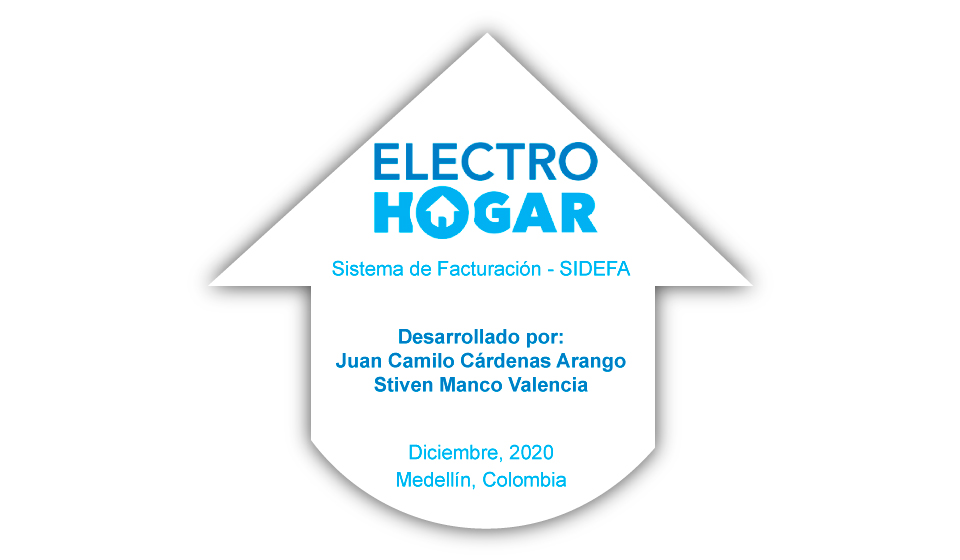 ELECTRO
HOGAR
Sistema de Facturación - SIDEFA
Desarrollado por:
Juan Camilo Cárdenas Arango
Stiven Manco Valencia
Diciembre, 2020
Medellín, Colombia